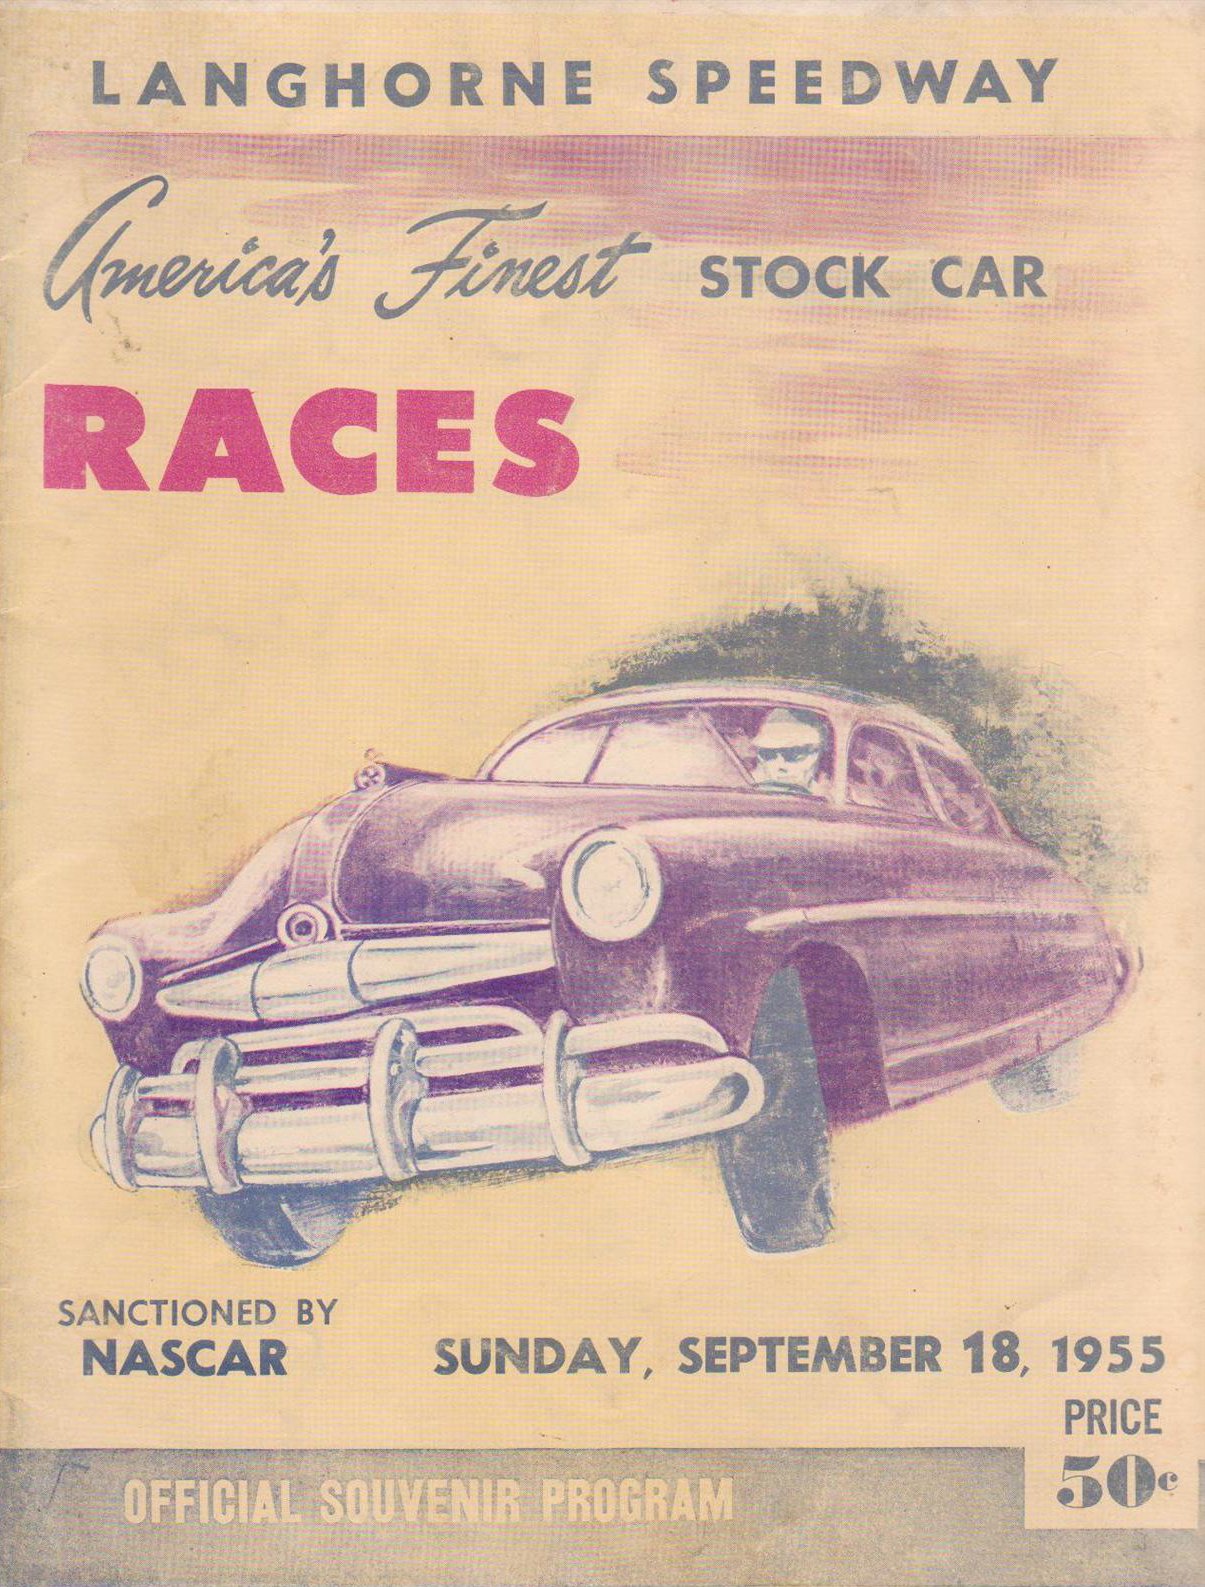 LANGHORNE SPEEDWAY
America's Finest STOCK CAR
RACES
SANCTIONED BY
NASCAR
SUNDAY, SEPTEMBER 18, 1955
PRICE
50c
OFFICIAL SOUVENIR PROGRAM